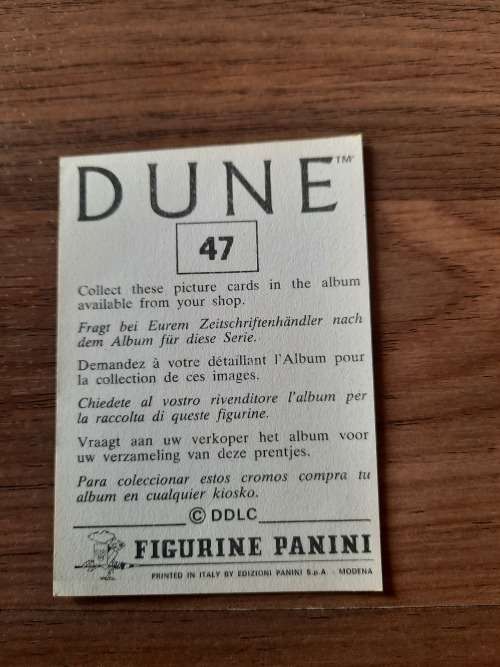 DUNE™
47
Collect these picture cards in the album
available from your shop.
Fragt bei Eurem Zeitschriftenhändler nach
dem Album für diese Serie.
Demandez à votre détaillant l'Album pour
la collection de ces images.
Chiedete al vostro rivenditore l'album per
la raccolta di queste figurine.
Vraagt aan uw verkoper het album voor
uw verzameling van deze prentjes.
Para coleccionar estos cromos compra tu
album en cualquier kiosko.
© DDLC
FIGURINE PANINI
PRINTED IN ITALY BY EDIZIONI PANINI S.p.A. - MODENA